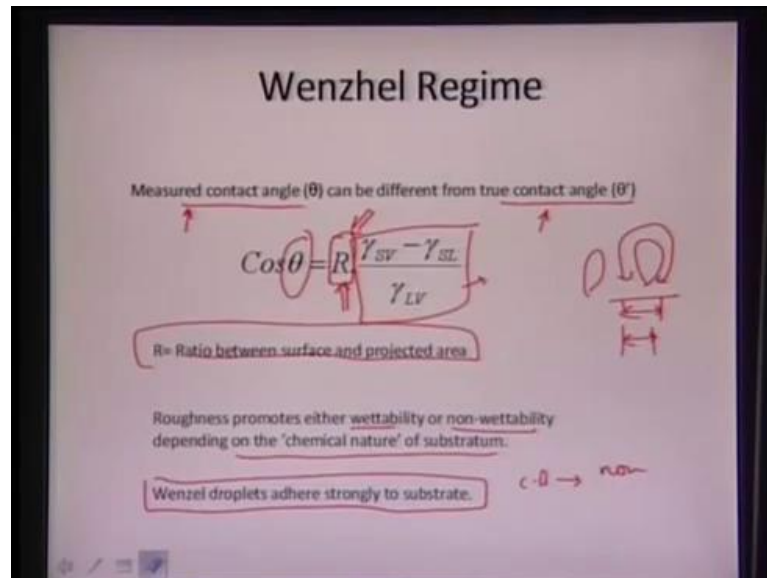 Wenzhel Regime
Measured contact angle (θ) can be different from true contact angle (θ')
Cosθ = R (γSV − γSL) / γLV
R= Ratio between surface and projected area
Roughness promotes either wettability or non-wettability
depending on the 'chemical nature' of substratum.
Wenzel droplets adhere strongly to substrate.
non